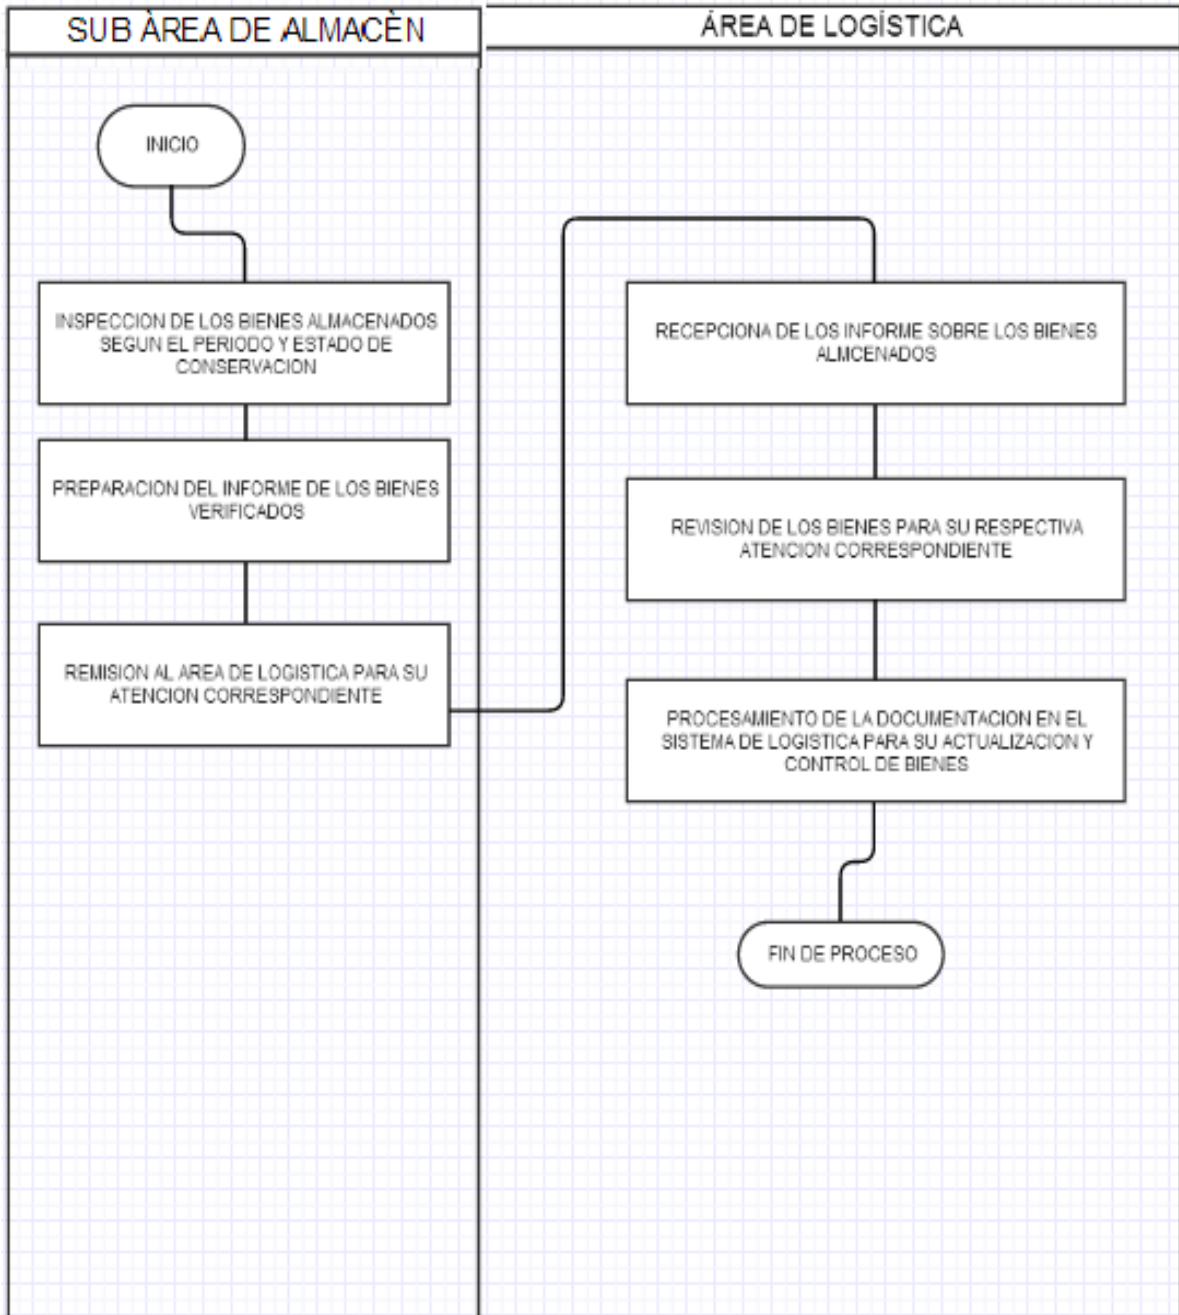 SUB ÀREA DE ALMACÈN
ÁREA DE LOGÍSTICA
INICIO
INSPECCION DE LOS BIENES ALMACENADOS
SEGUN EL PERIODO Y ESTADO DE
CONSERVACION
PREPARACION DEL INFORME DE LOS BIENES
VERIFICADOS
REMISION AL AREA DE LOGISTICA PARA SU
ATENCION CORRESPONDIENTE
RECEPCIONA DE LOS INFORME SOBRE LOS BIENES
ALMCENADOS
REVISION DE LOS BIENES PARA SU RESPECTIVA
ATENCION CORRESPONDIENTE
PROCESAMIENTO DE LA DOCUMENTACION EN EL
SISTEMA DE LOGISTICA PARA SU ACTUALIZACION Y
CONTROL DE BIENES
FIN DE PROCESO